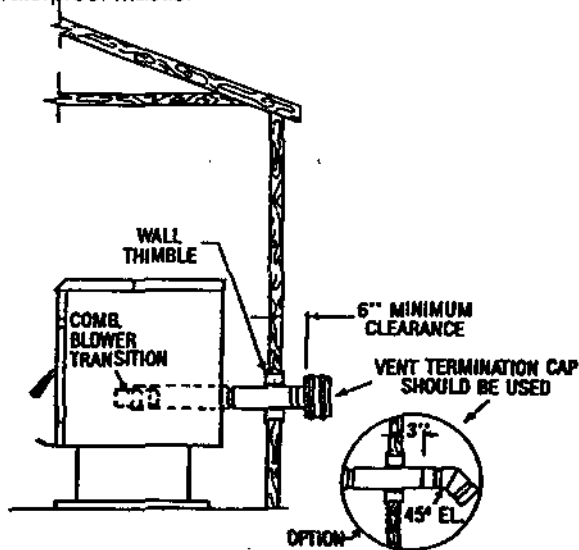 WALL
THIMBLE
COMB.
BLOWER
TRANSITION
6" MINIMUM
CLEARANCE
VENT TERMINATION CAP
SHOULD BE USED
3"
45° EL.
OPTION